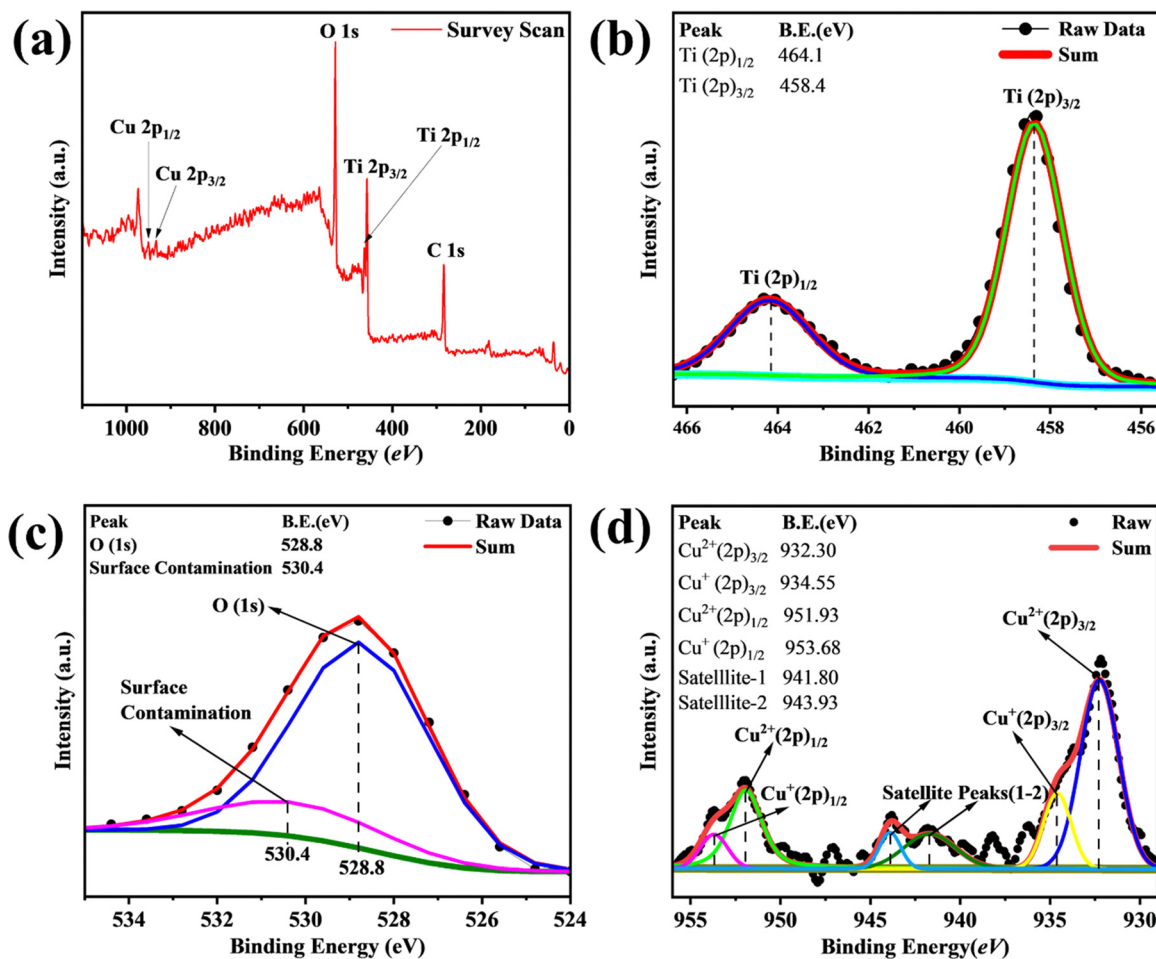 (a)
Survey Scan
O 1s
Cu 2p1/2
Cu 2p3/2
Ti 2p3/2
Ti 2p1/2
C 1s
Intensity (a.u.)
1000 800 600 400 200 0
Binding Energy (eV)
(b)
Peak B.E.(eV)
Ti (2p)1/2 464.1
Ti (2p)3/2 458.4
Raw Data
Sum
Ti (2p)3/2
Ti (2p)1/2
Intensity (a.u.)
466 464 462 460 458 456
Binding Energy (eV)
(c)
Peak B.E.(eV)
O (1s) 528.8
Surface Contamination 530.4
Raw Data
Sum
O (1s)
Surface
Contamination
530.4
528.8
Intensity (a.u.)
534 532 530 528 526 524
Binding Energy (eV)
(d)
Peak B.E.(eV)
Cu2+(2p)3/2 932.30
Cu+ (2p)3/2 934.55
Cu2+(2p)1/2 951.93
Cu+ (2p)1/2 953.68
Satelllite-1 941.80
Satelllite-2 943.93
Raw
Sum
Cu2+(2p)3/2
Cu+(2p)3/2
Cu2+(2p)1/2
Cu+(2p)1/2
Satellite Peaks(1-2)
Intensity (a.u.)
955 950 945 940 935 930
Binding Energy(eV)